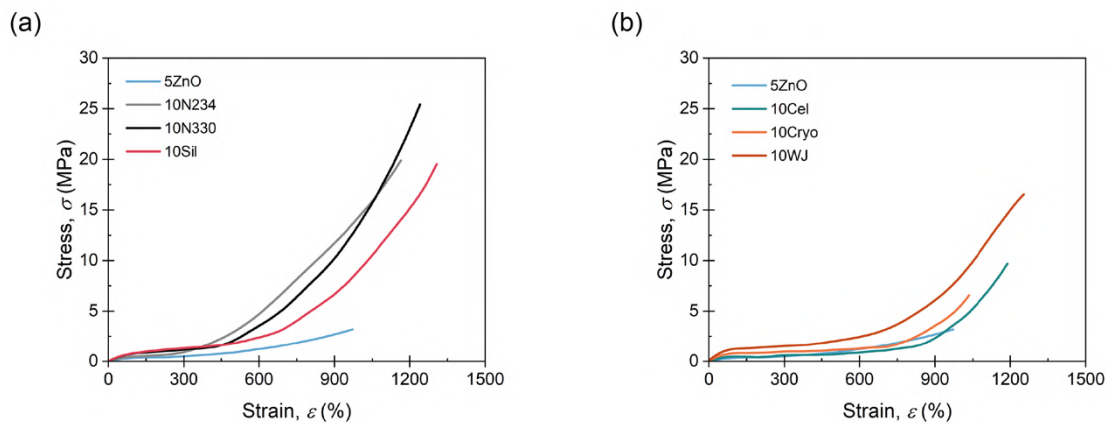 (a)
(b)
30
25
20
15
10
5
0
Stress, σ (MPa)
5ZnO
10N234
10N330
10Sil
0 300 600 900 1200 1500
Strain, ε (%)
30
25
20
15
10
5
0
Stress, σ (MPa)
5ZnO
10Cel
10Cryo
10WJ
0 300 600 900 1200 1500
Strain, ε (%)